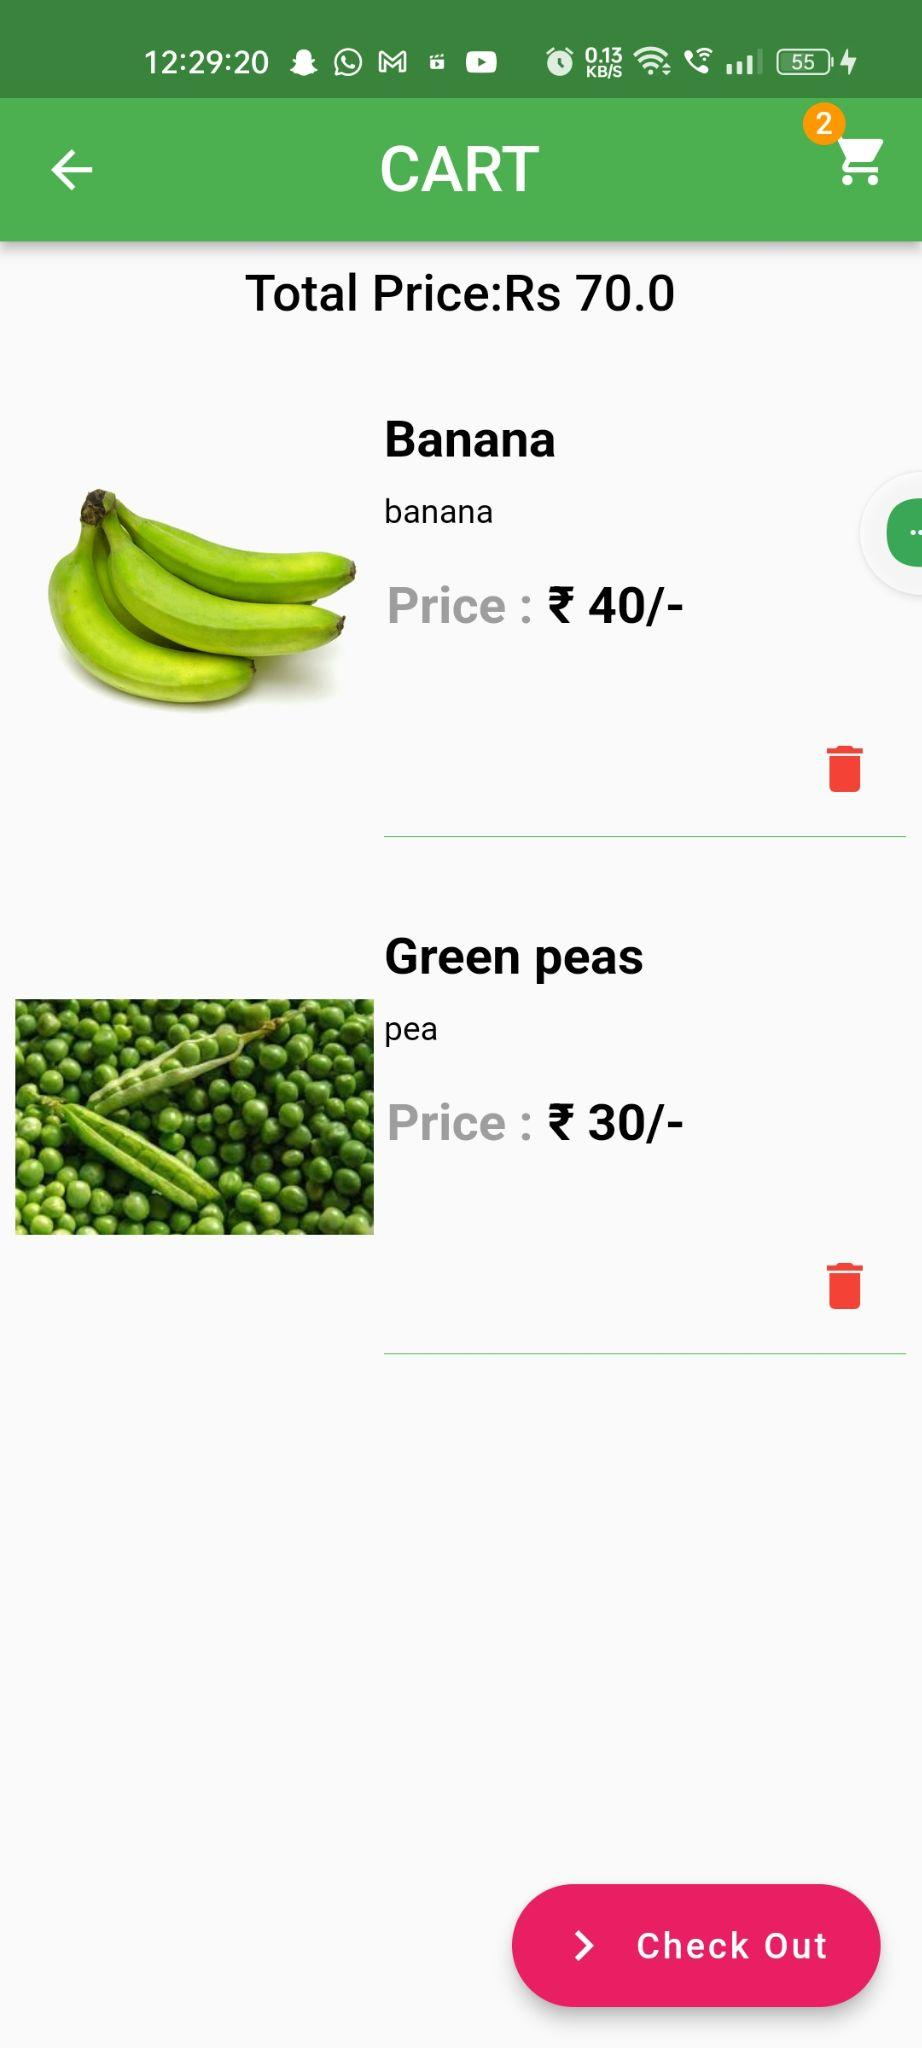 12:29:20 0.13 KB/S 55
2
CART
Total Price:Rs 70.0
Banana
banana
Price : ₹ 40/-
Green peas
pea
Price : ₹ 30/-
Check Out